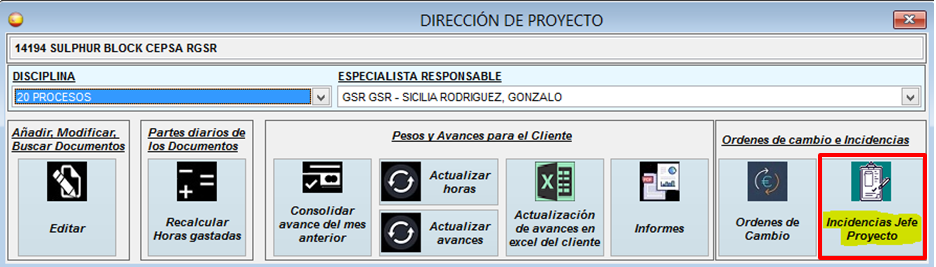 DIRECCIÓN DE PROYECTO
14194 SULPHUR BLOCK CEPSA RGSR
DISCIPLINA
ESPECIALISTA RESPONSABLE
20 PROCESOS
GSR GSR - SICILIA RODRIGUEZ, GONZALO
Añadir, Modificar,
Buscar Documentos
Editar
Partes diarios de
los Documentos
Recalcular
Horas gastadas
Pesos y Avances para el Cliente
Consolidar
avance del mes
anterior
Actualizar
horas
Actualizar
avances
Actualización
de avances en
excel del cliente
Informes
Ordenes de cambio e Incidencias
Ordenes de
Cambio
Incidencias Jefe
Proyecto